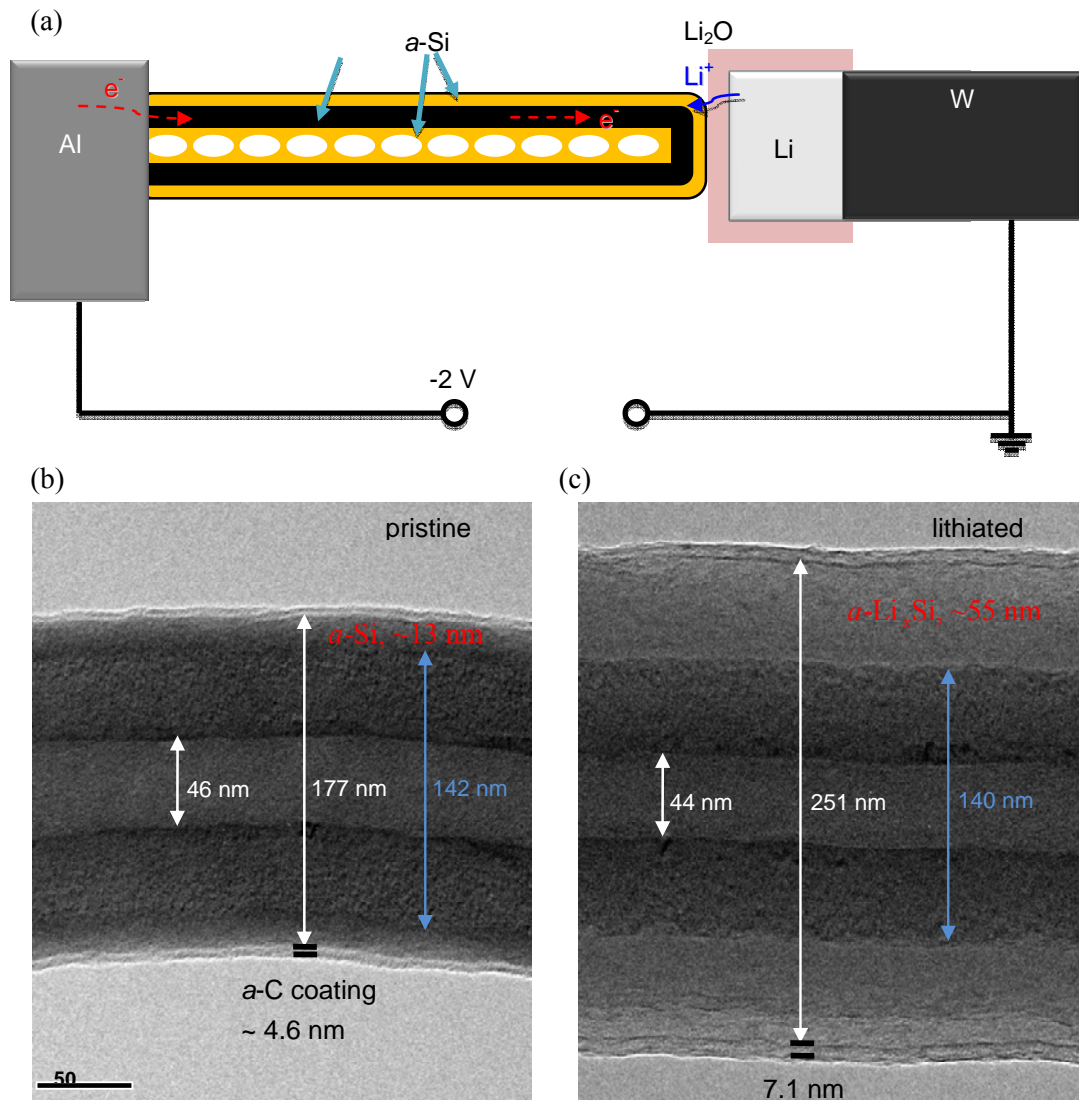 (a)
a-Si
Li₂O
Li⁺
e⁻
Al
e⁻
Li
W
-2 V
(b)
(c)
pristine
lithiated
a-Si, ~13 nm
a-LiₓSi, ~55 nm
46 nm
177 nm
142 nm
44 nm
251 nm
140 nm
a-C coating
~ 4.6 nm
50
7.1 nm